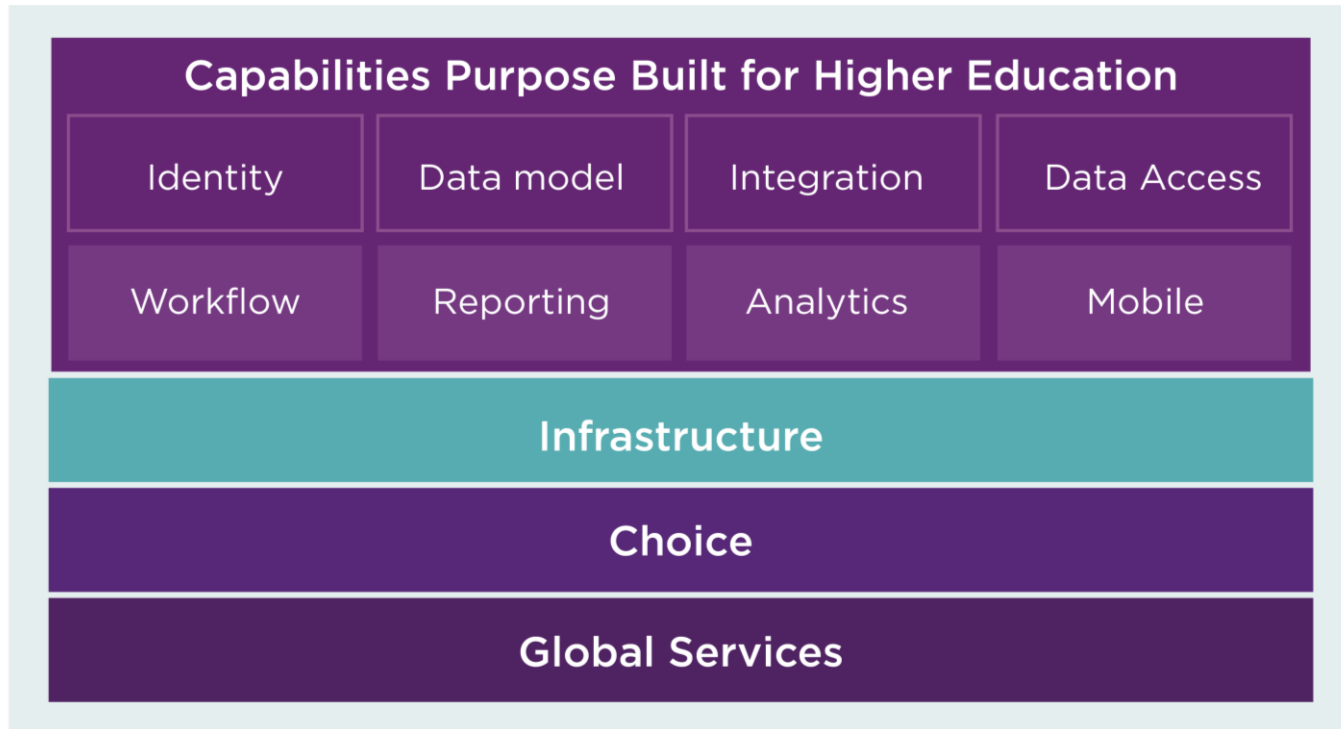 Capabilities Purpose Built for Higher Education
Identity
Data model
Integration
Data Access
Workflow
Reporting
Analytics
Mobile
Infrastructure
Choice
Global Services